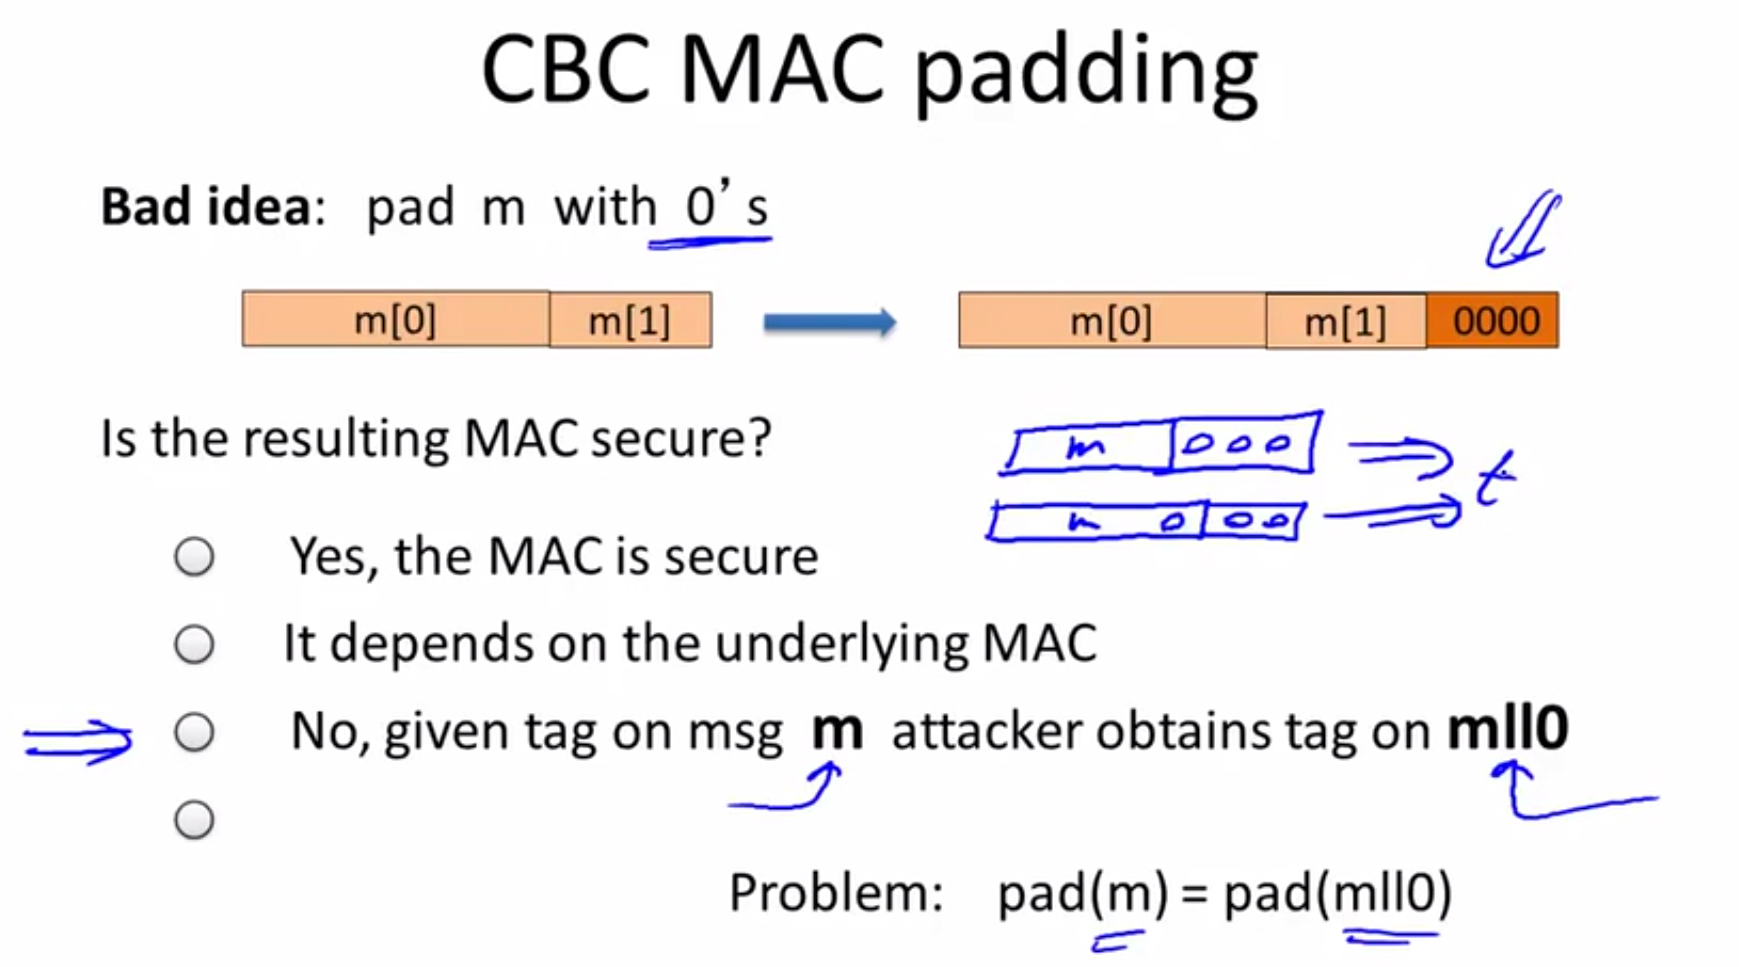 CBC MAC padding
Bad idea: pad m with 0's
m[0] m[1] m[0] m[1] 0000
Is the resulting MAC secure?
m 000
t
m 0 00
Yes, the MAC is secure
It depends on the underlying MAC
No, given tag on msg m attacker obtains tag on mll0
Problem: pad(m) = pad(mll0)